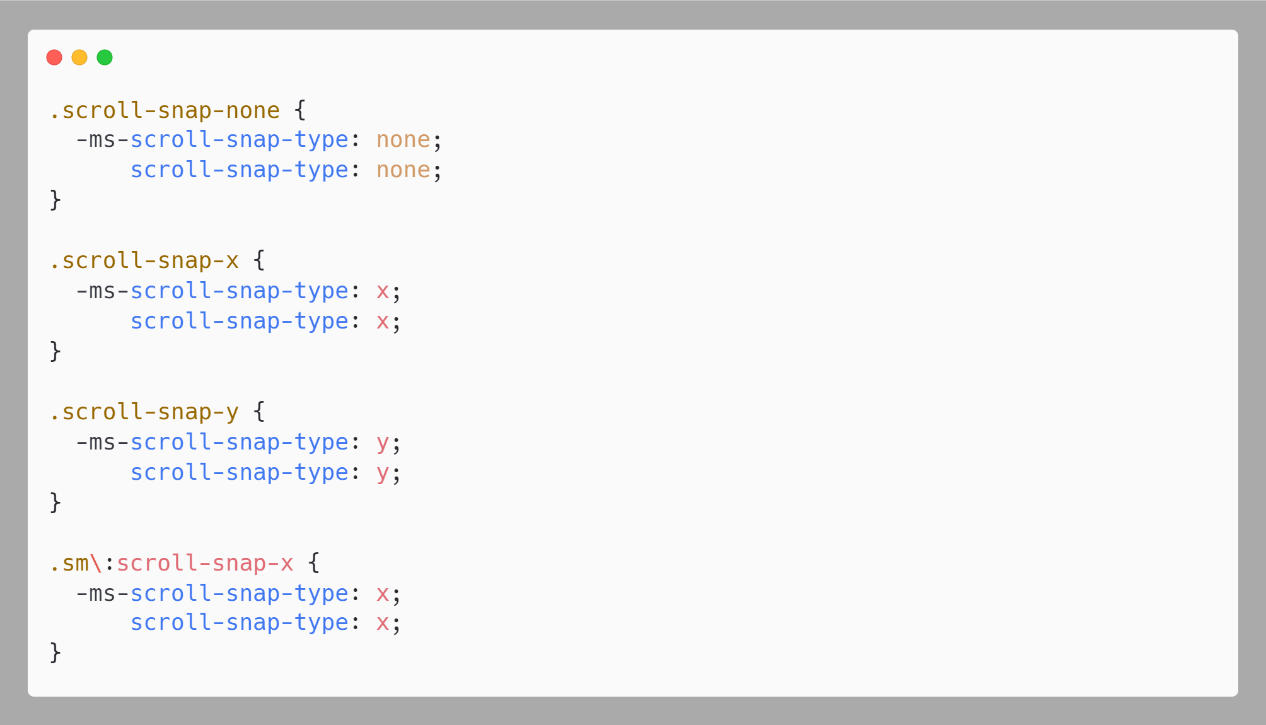 .scroll-snap-none {
  -ms-scroll-snap-type: none;
      scroll-snap-type: none;
}

.scroll-snap-x {
  -ms-scroll-snap-type: x;
      scroll-snap-type: x;
}

.scroll-snap-y {
  -ms-scroll-snap-type: y;
      scroll-snap-type: y;
}

.sm\:scroll-snap-x {
  -ms-scroll-snap-type: x;
      scroll-snap-type: x;
}